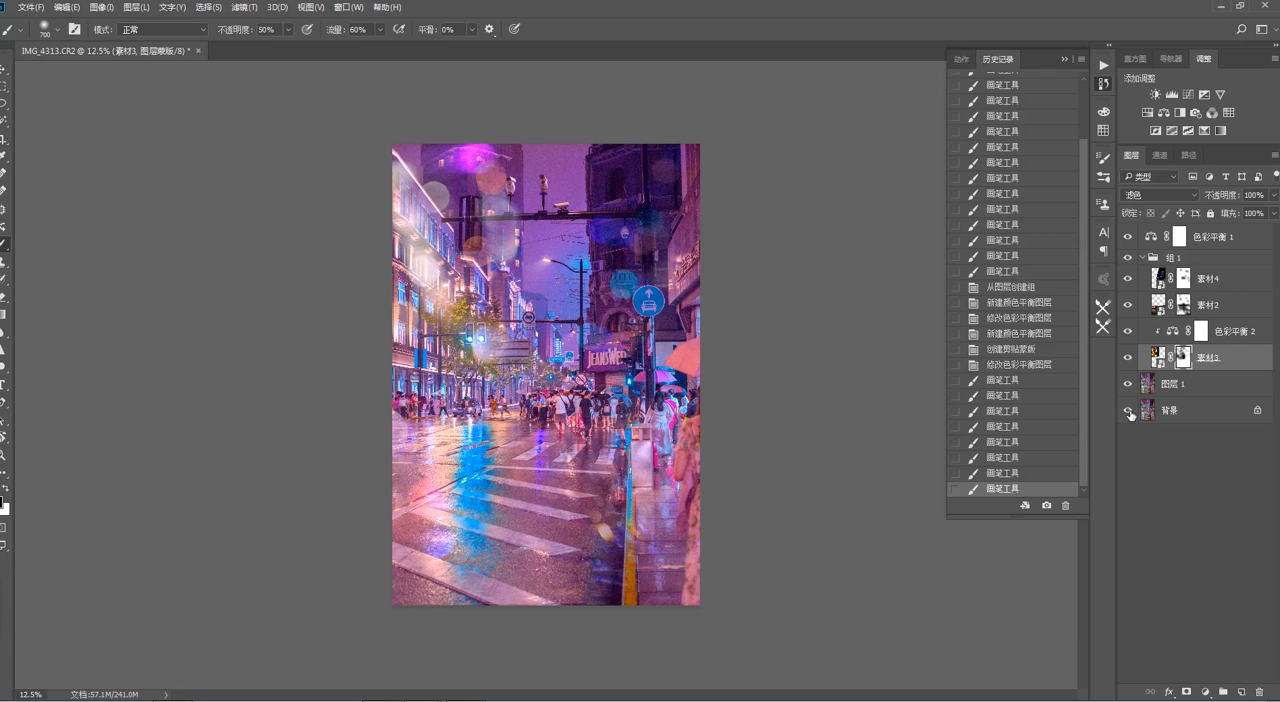 文件(F) 编辑(E) 图像(I) 图层(L) 文字(Y) 选择(S) 滤镜(T) 3D(D) 视图(V) 窗口(W) 帮助(H)
700 模式: 正常 不透明度: 50% 流量: 60% 平滑: 0%
IMG_4313.CR2 @ 12.5% (素材3, 图层蒙版/8) * ×
动作 历史记录
画笔工具
画笔工具
画笔工具
画笔工具
画笔工具
画笔工具
画笔工具
画笔工具
画笔工具
画笔工具
画笔工具
画笔工具
画笔工具
从图层创建组
新建颜色平衡图层
修改色彩平衡图层
新建颜色平衡图层
创建剪贴蒙版
修改色彩平衡图层
画笔工具
画笔工具
画笔工具
画笔工具
画笔工具
画笔工具
画笔工具
画笔工具
直方图 导航器 调整
添加调整
图层 通道 路径
类型
滤色 不透明度: 100%
锁定: 填充: 100%
色彩平衡 1
组 1
素材4
素材2
色彩平衡 2
素材3
图层 1
背景
fx
JEANSWEST
12.5% 文档:57.1M/241.0M